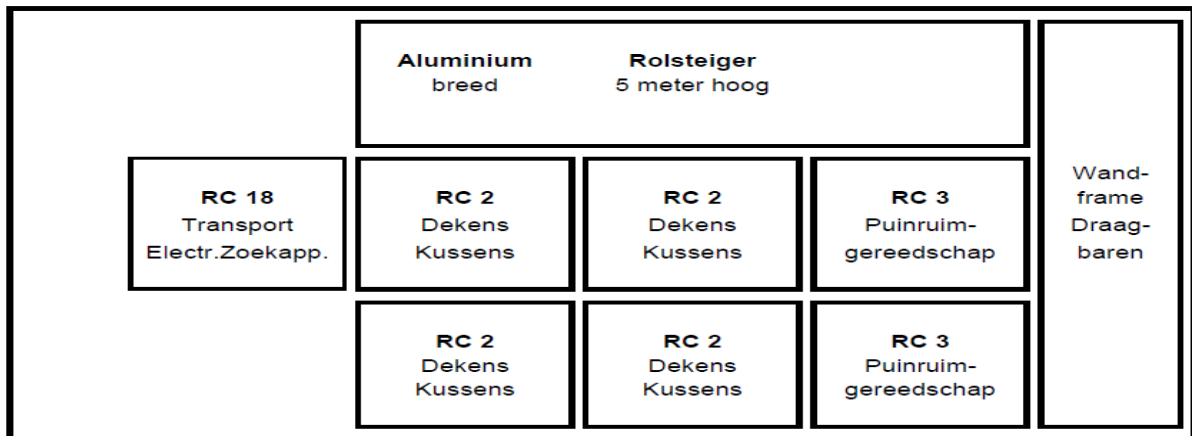 Aluminium Rolsteiger
breed 5 meter hoog
RC 18
Transport
Electr.Zoekapp.
RC 2
Dekens
Kussens
RC 2
Dekens
Kussens
RC 3
Puinruim-
gereedschap
Wand-
frame
Draag-
baren
RC 2
Dekens
Kussens
RC 2
Dekens
Kussens
RC 3
Puinruim-
gereedschap